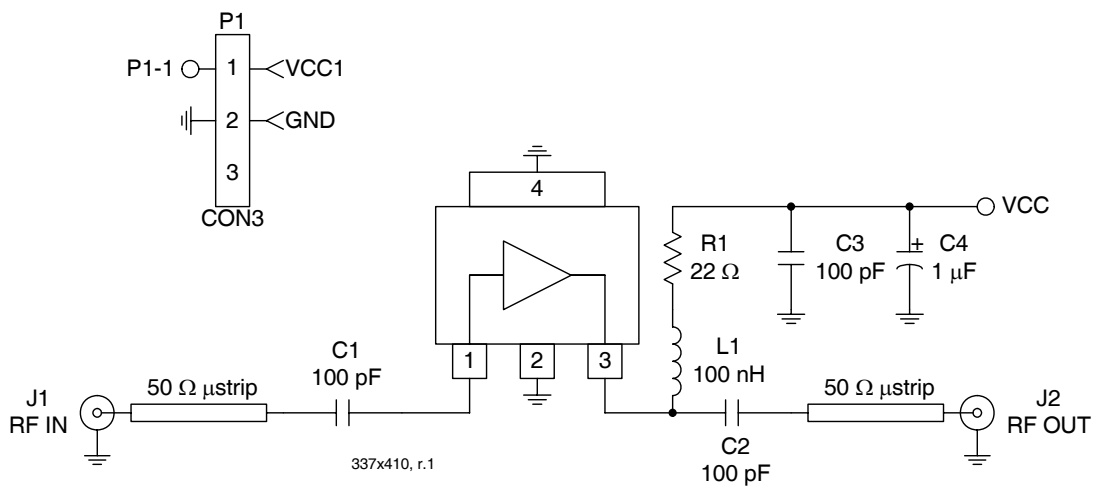 P1
P1-1
1
VCC1
2
GND
3
CON3
4
VCC
R1
22 Ω
C3
100 pF
+
C4
1 μF
1
2
3
C1
100 pF
L1
100 nH
J1
RF IN
50 Ω μstrip
50 Ω μstrip
J2
RF OUT
C2
100 pF
337x410, r.1